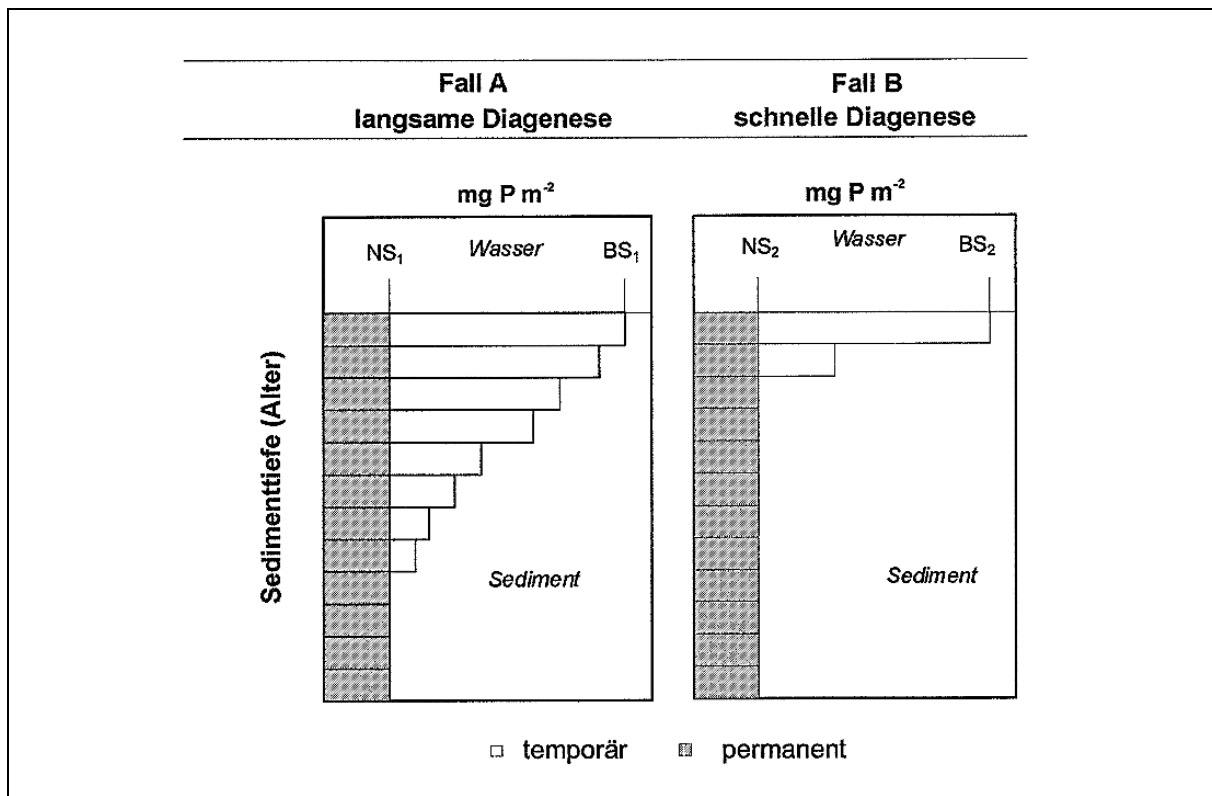 Fall A
langsame Diagenese
Fall B
schnelle Diagenese
mg P m⁻²
mg P m⁻²
NS₁
Wasser
BS₁
NS₂
Wasser
BS₂
Sedimenttiefe (Alter)
Sediment
Sediment
temporär
permanent